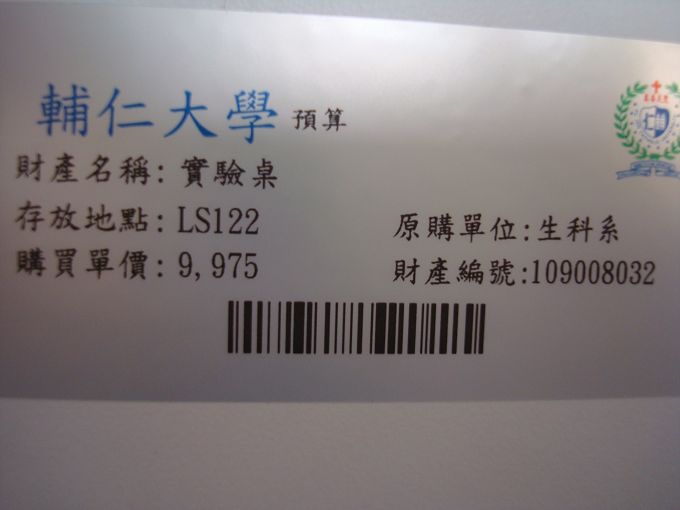 輔仁大學 預算
財產名稱: 實驗桌
存放地點: LS122 原購單位:生科系
購買單價: 9,975 財產編號:109008032